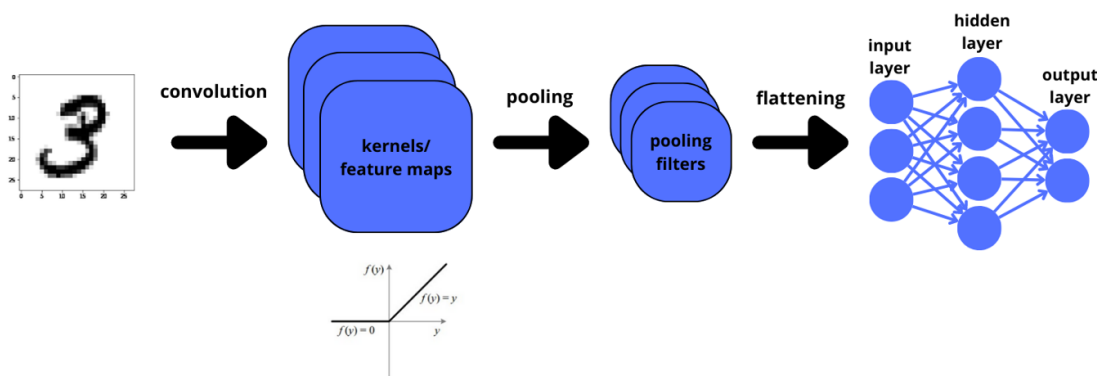 convolution
kernels/
feature maps
pooling
pooling
filters
flattening
input
layer
hidden
layer
output
layer
0
5
10
15
20
25
0 5 10 15 20 25
f(y)
f(y) = y
f(y) = 0
y